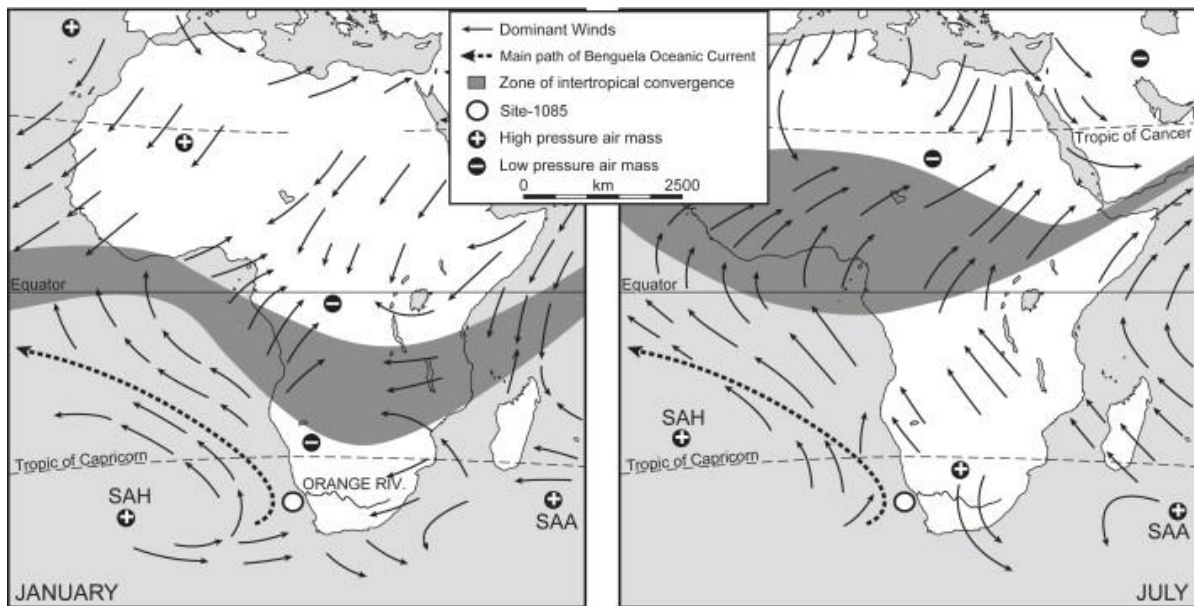 Dominant Winds
Main path of Benguela Oceanic Current
Zone of intertropical convergence
Site-1085
High pressure air mass
Low pressure air mass
0 km 2500
Equator
Tropic of Capricorn
ORANGE RIV.
SAH
SAA
JANUARY
Tropic of Cancer
Equator
SAH
Tropic of Capricorn
SAA
JULY